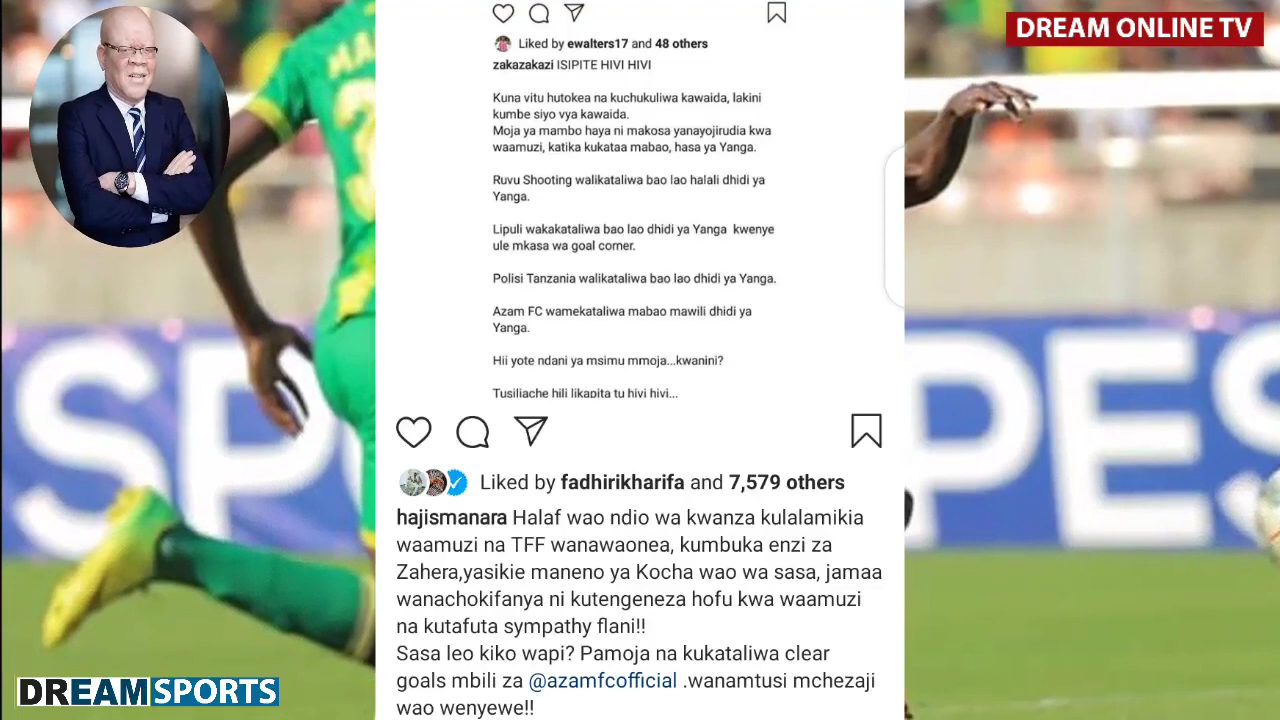 DREAM ONLINE TV
Liked by ewalters17 and 48 others
zakazakazi ISIPITE HIVI HIVI
Kuna vitu hutokea na kuchukuliwa kawaida, lakini
kumbe siyo vya kawaida.
Moja ya mambo haya ni makosa yanayojirudia kwa
waamuzi, katika kukataa mabao, hasa ya Yanga.
Ruvu Shooting walikataliwa bao lao halali dhidi ya
Yanga.
Lipuli wakakataliwa bao lao dhidi ya Yanga kwenye
ule mkasa wa goal corner.
Polisi Tanzania walikataliwa bao lao dhidi ya Yanga.
Azam FC wamekataliwa mabao mawili dhidi ya
Yanga.
Hii yote ndani ya msimu mmoja...kwanini?
Tusiliache hili likapita tu hivi hivi...
Liked by fadhirikharifa and 7,579 others
hajismanara Halaf wao ndio wa kwanza kulalamikia
waamuzi na TFF wanawaonea, kumbuka enzi za
Zahera,yasikie maneno ya Kocha wao wa sasa, jamaa
wanachokifanya ni kutengeneza hofu kwa waamuzi
na kutafuta sympathy flani!!
Sasa leo kiko wapi? Pamoja na kukataliwa clear
goals mbili za @azamfcofficial .wanamtusi mchezaji
wao wenyewe!!
DREAMSPORTS